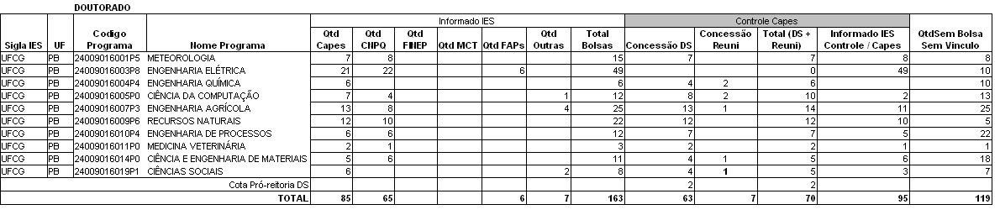 DOUTORADO
Informado IES Controle Capes
Sigla IES UF Codigo Programa Nome Programa Qtd Capes Qtd CNPQ Qtd FINEP Qtd MCT Qtd FAPs Qtd Outras Total Bolsas Concessão DS Concessão Reuni Total (DS + Reuni) Informado IES Controle / Capes QtdSem Bolsa Sem Vinculo
UFCG PB 24009016001P5 METEOROLOGIA 7 8 15 7 7 8 8
UFCG PB 24009016003P8 ENGENHARIA ELÉTRICA 21 22 6 49 0 49 10
UFCG PB 24009016004P4 ENGENHARIA QUÍMICA 6 6 4 2 6 10
UFCG PB 24009016005P0 CIÊNCIA DA COMPUTAÇÃO 7 4 1 12 8 2 10 2 13
UFCG PB 24009016007P3 ENGENHARIA AGRÍCOLA 13 8 4 25 13 1 14 11 25
UFCG PB 24009016009P6 RECURSOS NATURAIS 12 10 22 12 12 10 5
UFCG PB 24009016010P4 ENGENHARIA DE PROCESSOS 6 6 12 7 7 5 22
UFCG PB 24009016011P0 MEDICINA VETERINÁRIA 2 1 3 2 2 1 1
UFCG PB 24009016014P0 CIÊNCIA E ENGENHARIA DE MATERIAIS 5 6 11 4 1 5 6 18
UFCG PB 24009016019P1 CIÊNCIAS SOCIAIS 6 2 8 4 1 5 3 7
Cota Pró-reitoria DS 2 2
TOTAL 85 65 6 7 163 63 7 70 95 119